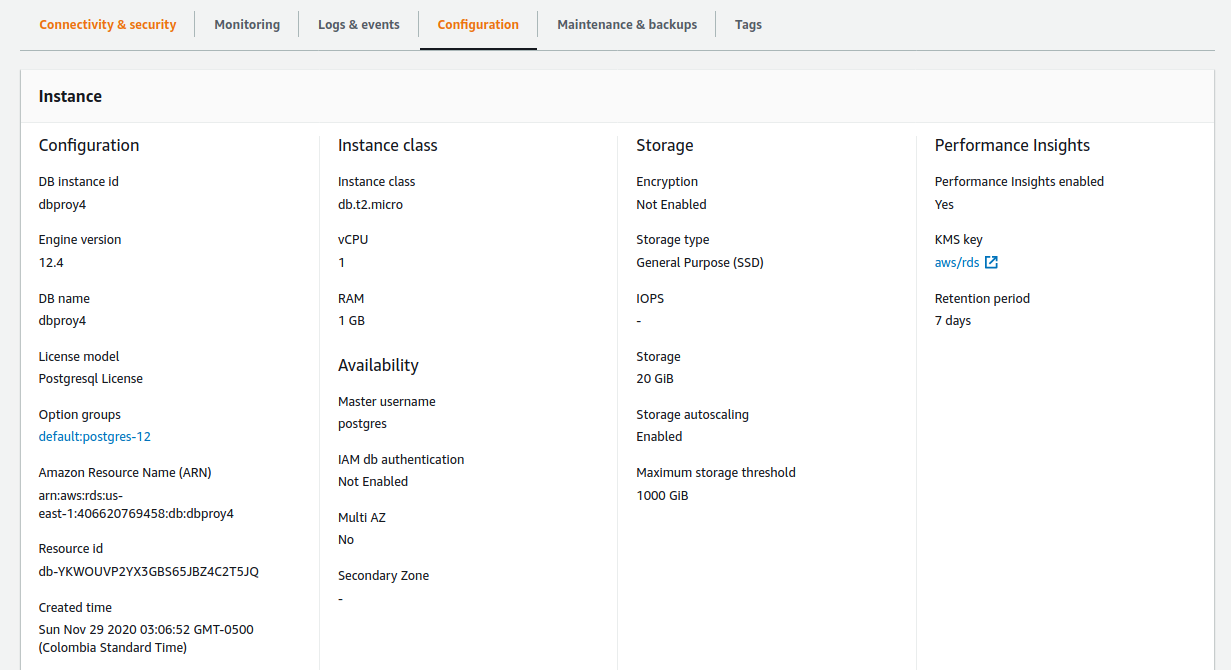 Connectivity & security
Monitoring
Logs & events
Configuration
Maintenance & backups
Tags
Instance
Configuration
DB instance id
dbproy4
Engine version
12.4
DB name
dbproy4
License model
Postgresql License
Option groups
default:postgres-12
Amazon Resource Name (ARN)
arn:aws:rds:us-
east-1:406620769458:db:dbproy4
Resource id
db-YKWOUVP2YX3GBS65JBZ4C2T5JQ
Created time
Sun Nov 29 2020 03:06:52 GMT-0500
(Colombia Standard Time)
Instance class
Instance class
db.t2.micro
vCPU
1
RAM
1 GB
Availability
Master username
postgres
IAM db authentication
Not Enabled
Multi AZ
No
Secondary Zone
-
Storage
Encryption
Not Enabled
Storage type
General Purpose (SSD)
IOPS
-
Storage
20 GiB
Storage autoscaling
Enabled
Maximum storage threshold
1000 GiB
Performance Insights
Performance Insights enabled
Yes
KMS key
aws/rds
Retention period
7 days